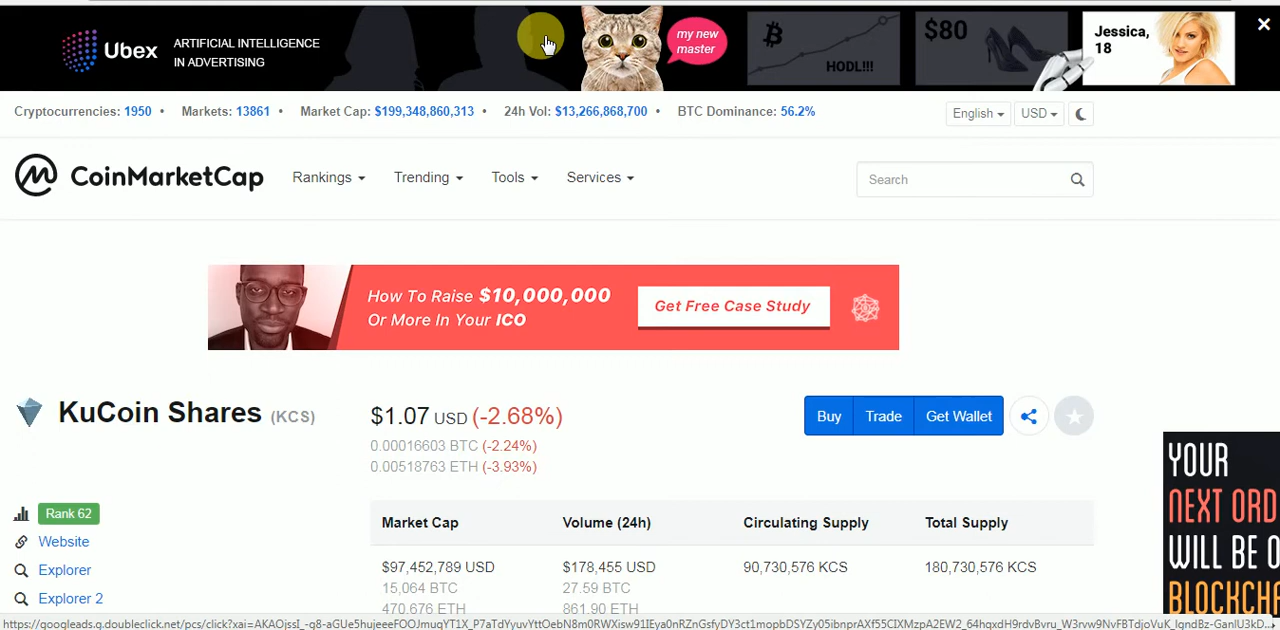 Ubex
ARTIFICIAL INTELLIGENCE
IN ADVERTISING
my new
master
HODL!!!
$80
Jessica,
18
Cryptocurrencies: 1950 • Markets: 13861 • Market Cap: $199,348,860,313 • 24h Vol: $13,266,868,700 • BTC Dominance: 56.2%
English USD
CoinMarketCap Rankings Trending Tools Services Search
How To Raise $10,000,000
Or More In Your ICO
Get Free Case Study
KuCoin Shares (KCS)
$1.07 USD (-2.68%)
0.00016603 BTC (-2.24%)
0.00518763 ETH (-3.93%)
Buy Trade Get Wallet
Rank 62
Website
Explorer
Explorer 2
Market Cap Volume (24h) Circulating Supply Total Supply
$97,452,789 USD $178,455 USD 90,730,576 KCS 180,730,576 KCS
15,064 BTC 27.59 BTC
470,676 ETH 861.90 ETH
YOUR
NEXT ORD
WILL BE O
BLOCKCHA